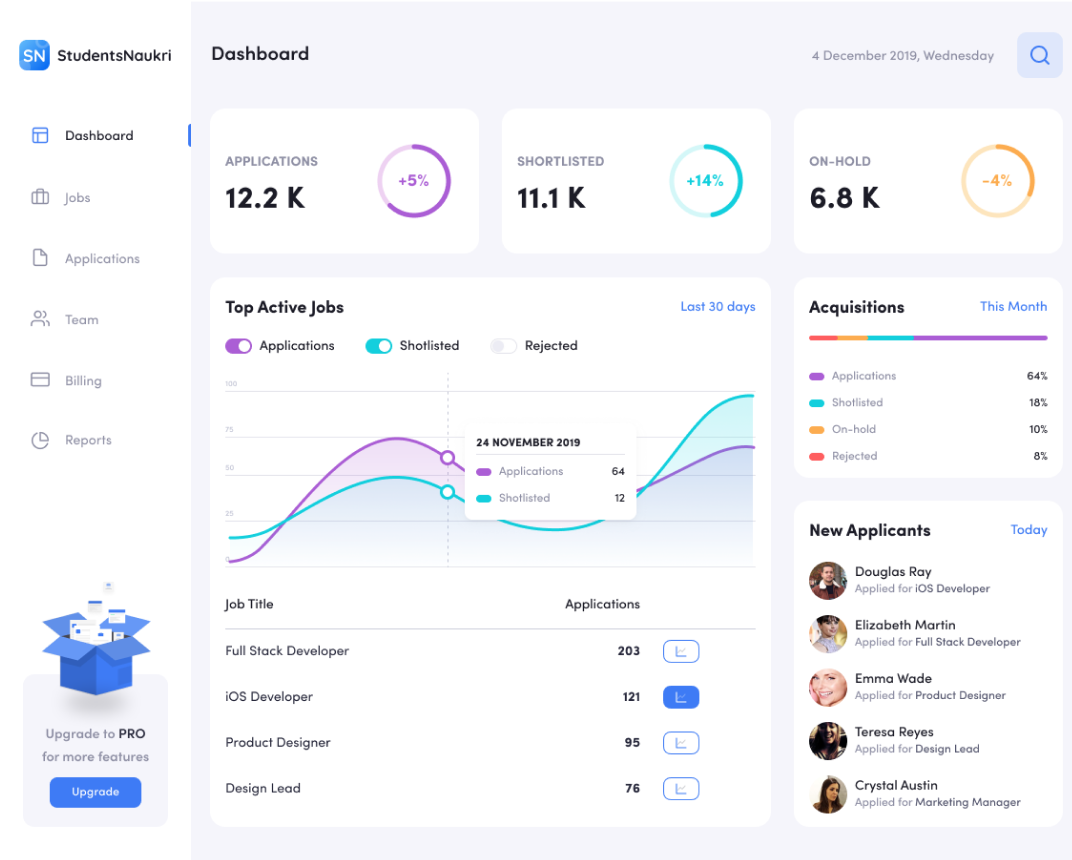 SN StudentsNaukri
Dashboard
Jobs
Applications
Team
Billing
Reports
Upgrade to PRO
for more features
Upgrade
Dashboard
4 December 2019, Wednesday
APPLICATIONS
12.2 K
+5%
SHORTLISTED
11.1 K
+14%
ON-HOLD
6.8 K
-4%
Top Active Jobs
Last 30 days
Applications
Shotlisted
Rejected
100
75
50
25
0
24 NOVEMBER 2019
Applications 64
Shotlisted 12
Job Title Applications
Full Stack Developer 203
iOS Developer 121
Product Designer 95
Design Lead 76
Acquisitions
This Month
Applications 64%
Shotlisted 18%
On-hold 10%
Rejected 8%
New Applicants
Today
Douglas Ray
Applied for iOS Developer
Elizabeth Martin
Applied for Full Stack Developer
Emma Wade
Applied for Product Designer
Teresa Reyes
Applied for Design Lead
Crystal Austin
Applied for Marketing Manager